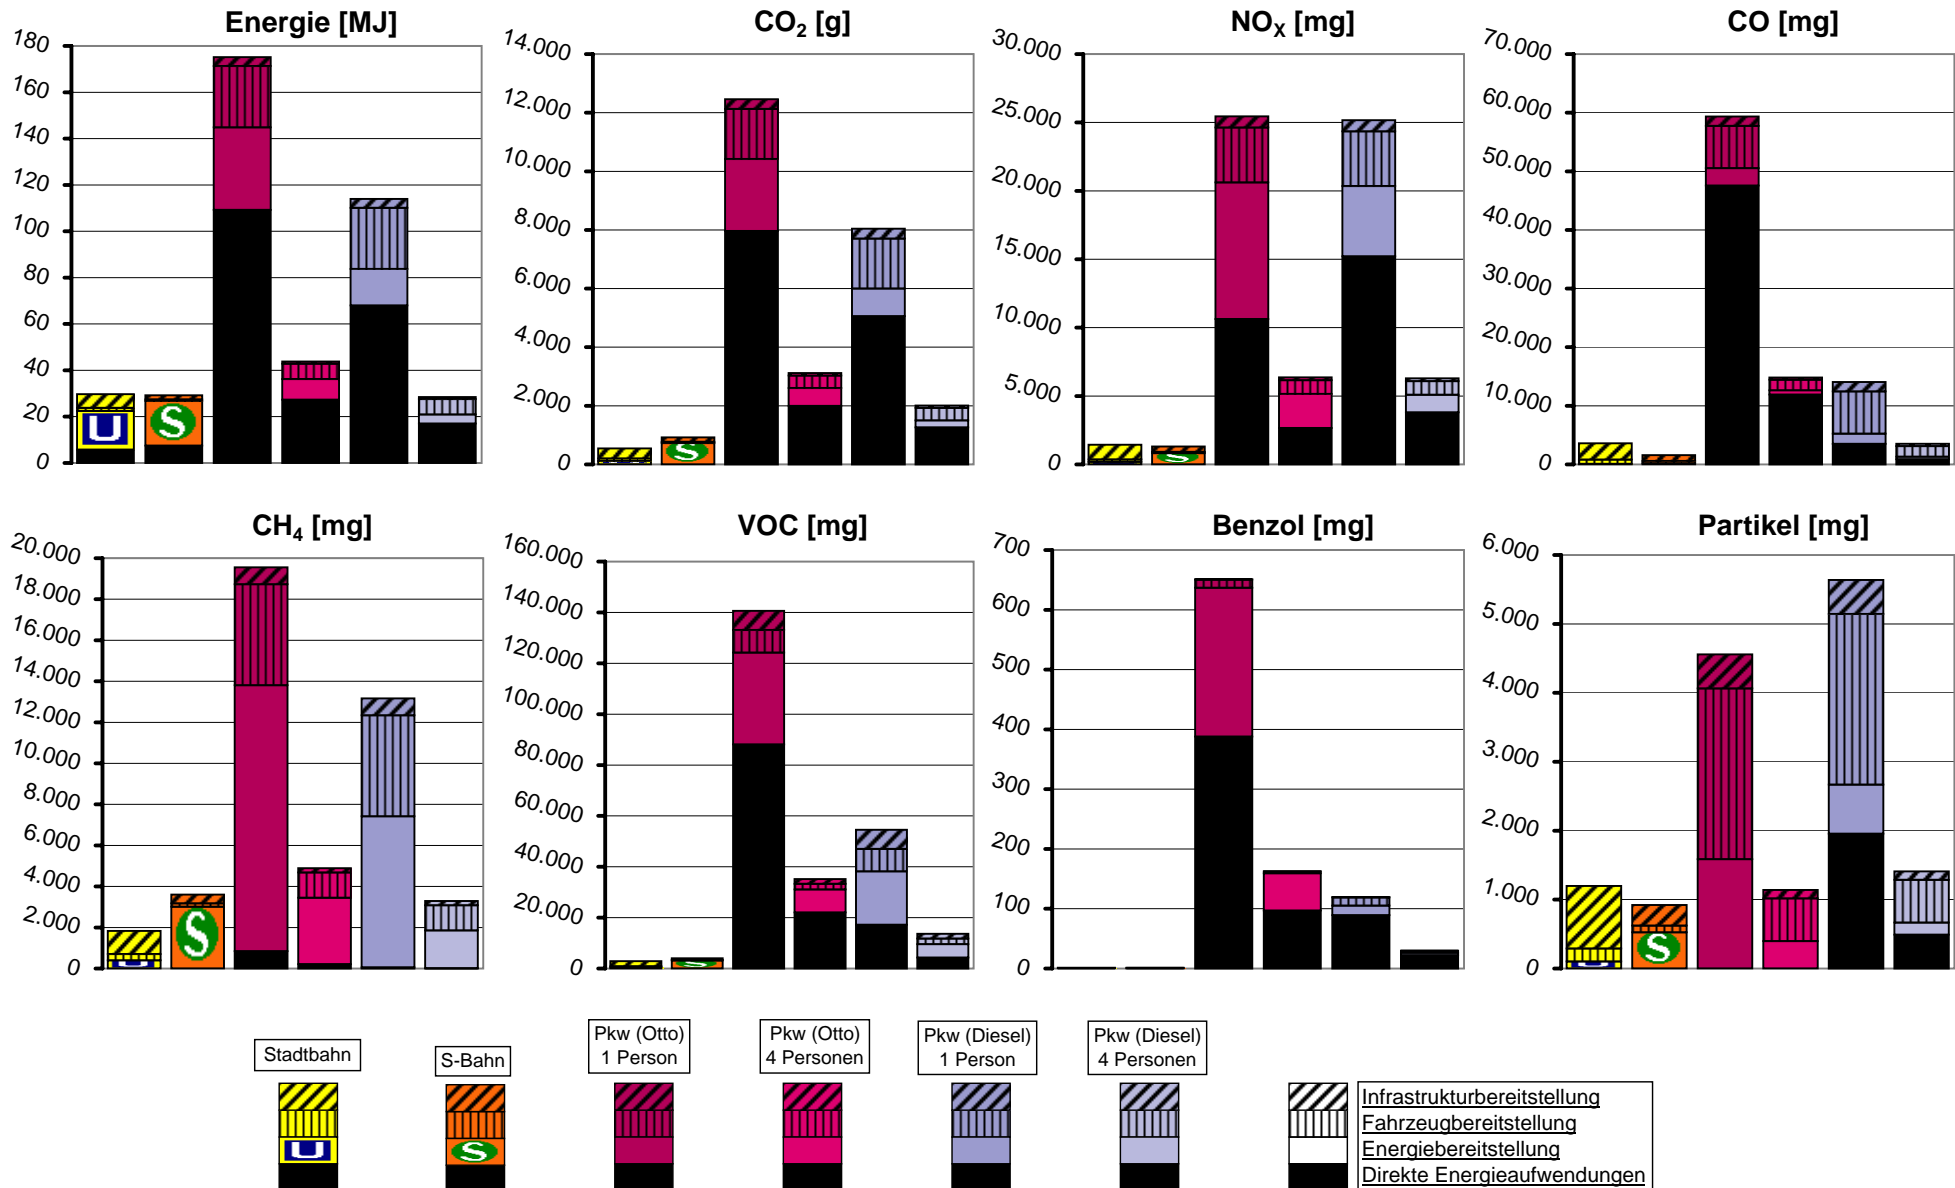 Energie [MJ]
180
160
140
120
100
80
60
40
20
0
U
S
CO2 [g]
14.000
12.000
10.000
8.000
6.000
4.000
2.000
0
S
NOX [mg]
30.000
25.000
20.000
15.000
10.000
5.000
0
S
CO [mg]
70.000
60.000
50.000
40.000
30.000
20.000
10.000
0
CH4 [mg]
20.000
18.000
16.000
14.000
12.000
10.000
8.000
6.000
4.000
2.000
0
U
S
VOC [mg]
160.000
140.000
120.000
100.000
80.000
60.000
40.000
20.000
0
S
Benzol [mg]
700
600
500
400
300
200
100
0
Partikel [mg]
6.000
5.000
4.000
3.000
2.000
1.000
0
U
S
Stadtbahn
S-Bahn
Pkw (Otto)
1 Person
Pkw (Otto)
4 Personen
Pkw (Diesel)
1 Person
Pkw (Diesel)
4 Personen
U
S
Infrastrukturbereitstellung
Fahrzeugbereitstellung
Energiebereitstellung
Direkte Energieaufwendungen